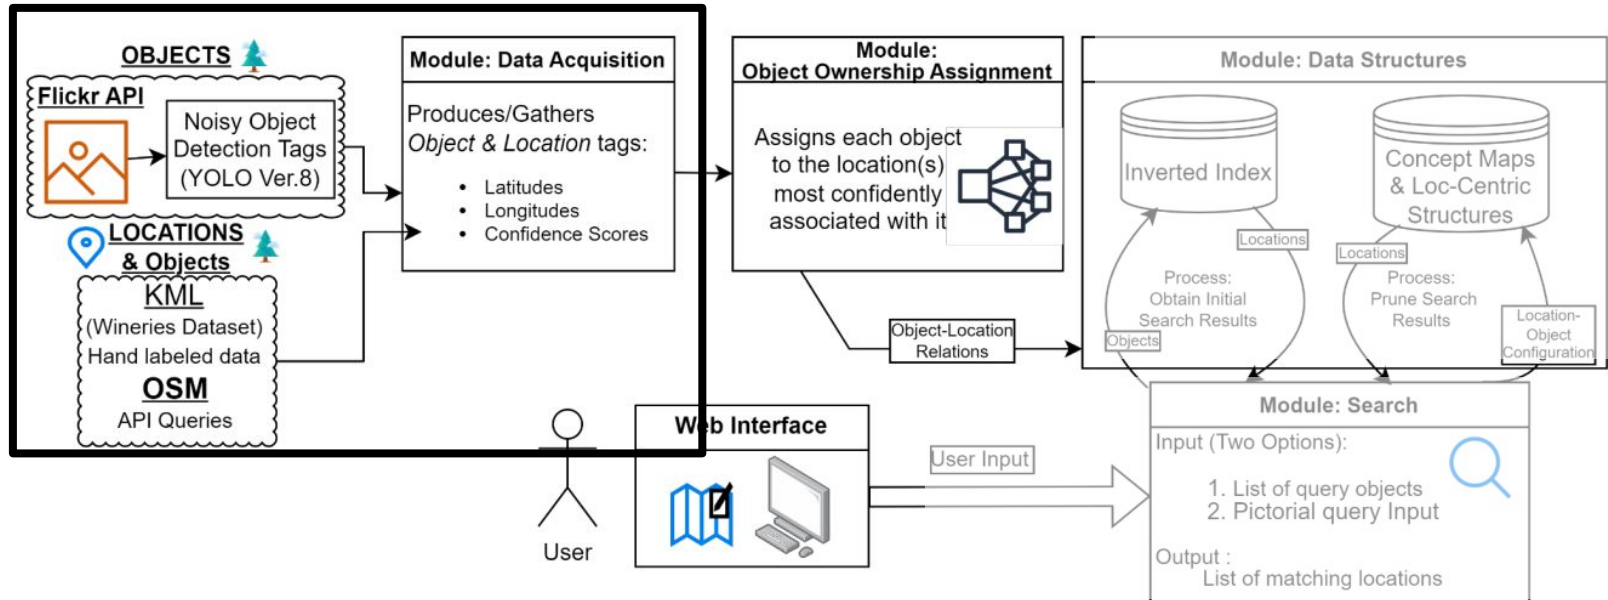 OBJECTS
Flickr API
Noisy Object
Detection Tags
(YOLO Ver.8)
LOCATIONS
& Objects
KML
(Wineries Dataset)
Hand labeled data
OSM
API Queries
Module: Data Acquisition
Produces/Gathers
Object & Location tags:
• Latitudes
• Longitudes
• Confidence Scores
Module:
Object Ownership Assignment
Assigns each object
to the location(s)
most confidently
associated with it
Object-Location
Relations
Module: Data Structures
Inverted Index
Concept Maps
& Loc-Centric
Structures
Locations
Locations
Process:
Obtain Initial
Search Results
Process:
Prune Search
Results
Objects
Location-
Object
Configuration
User
Web Interface
User Input
Module: Search
Input (Two Options):
1. List of query objects
2. Pictorial query Input
Output :
List of matching locations